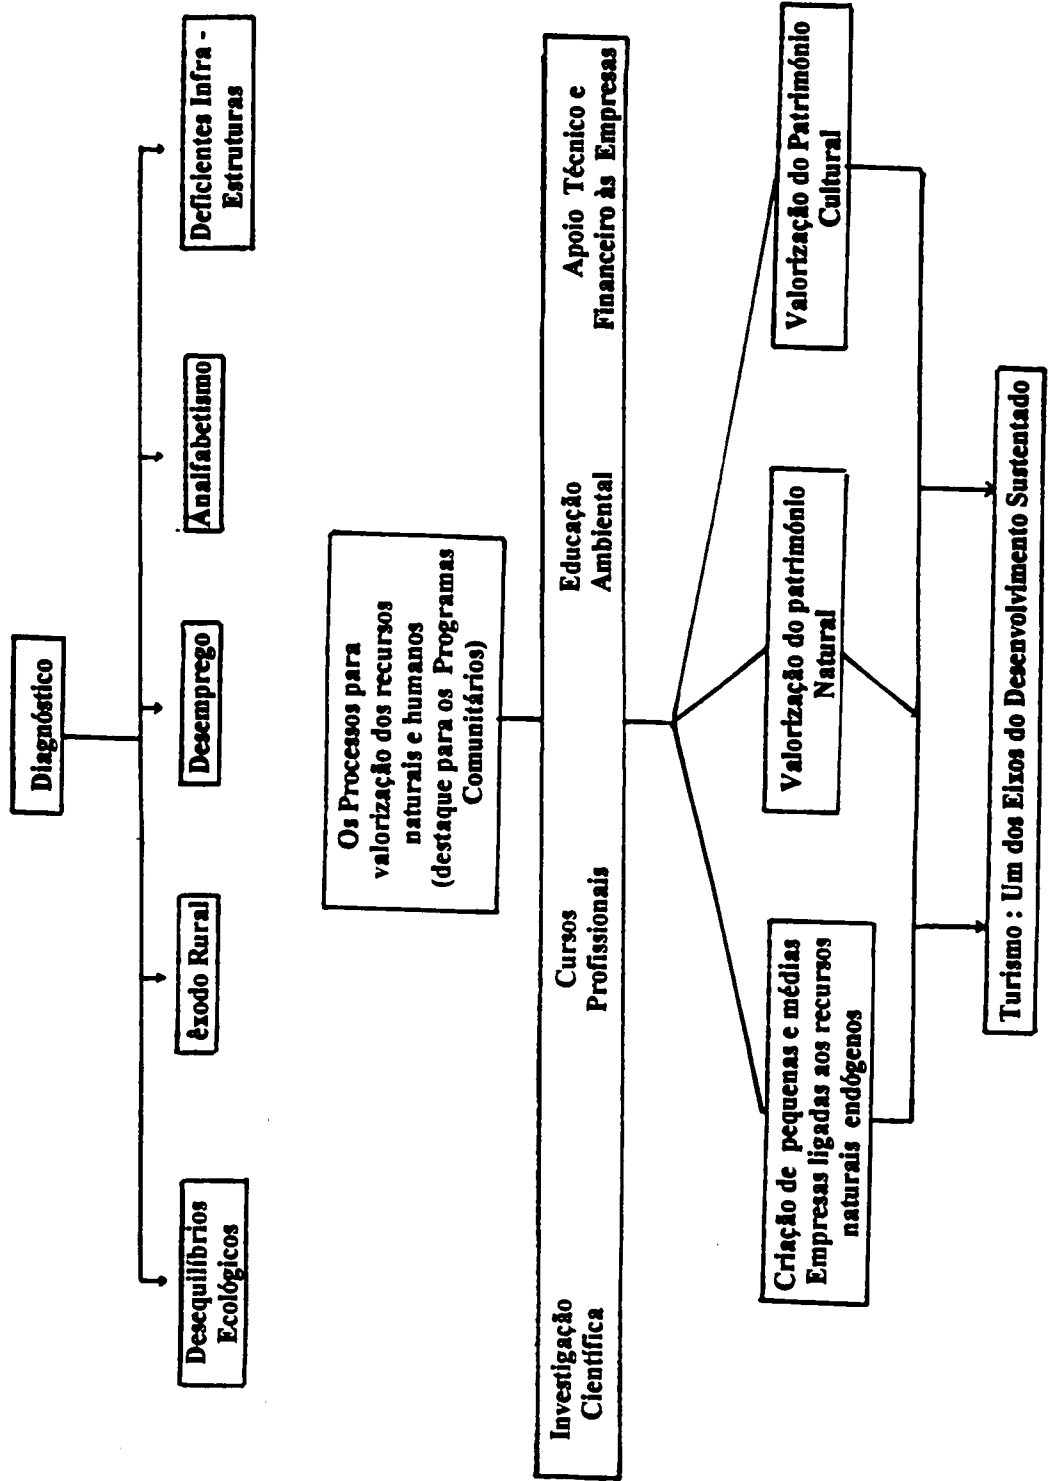 Diagnóstico
Desequilíbrios
Ecológicos
êxodo Rural
Desemprego
Analfabetismo
Deficientes Infra -
Estruturas
Os Processos para
valorização dos recursos
naturais e humanos
(destaque para os Programas
Comunitários)
Investigação
Científica
Cursos
Profissionais
Educação
Ambiental
Apoio Técnico e
Financeiro às Empresas
Criação de pequenas e médias
Empresas ligadas aos recursos
naturais endógenos
Valorização do património
Natural
Valorização do Património
Cultural
Turismo : Um dos Eixos do Desenvolvimento Sustentado